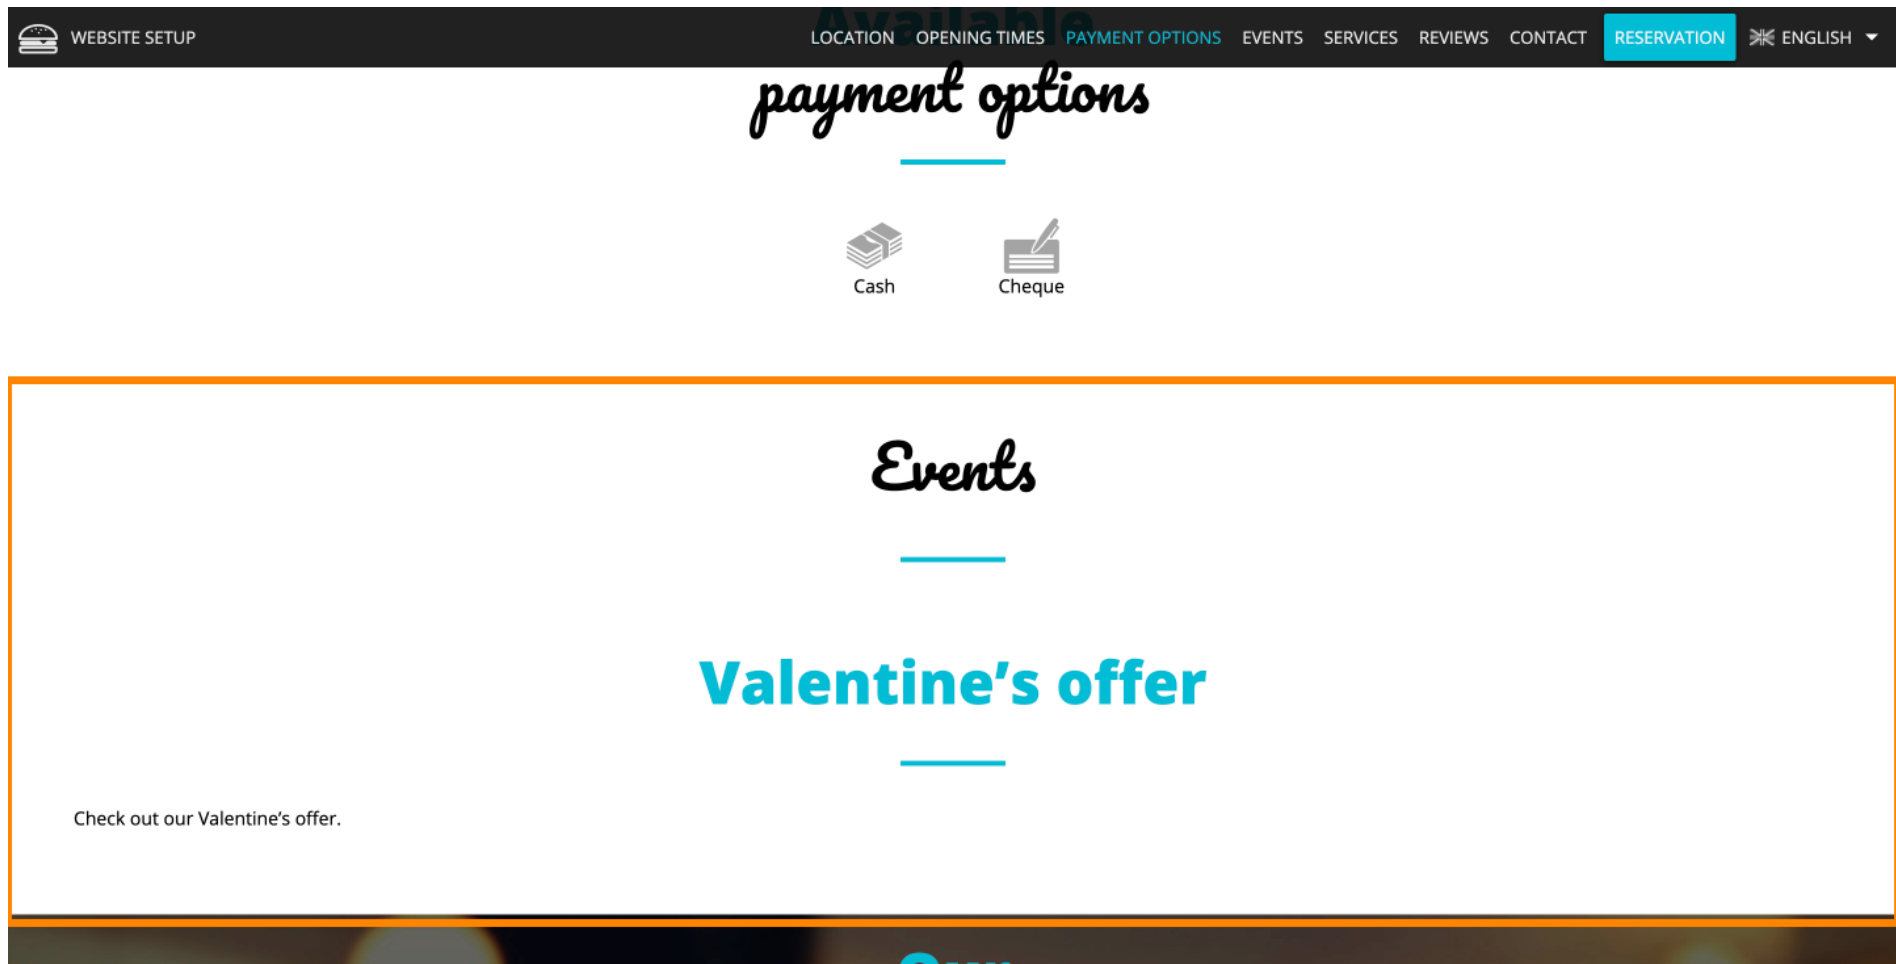 Available
WEBSITE SETUP LOCATION OPENING TIMES PAYMENT OPTIONS EVENTS SERVICES REVIEWS CONTACT RESERVATION ENGLISH
payment options
Cash Cheque
Events
Valentine’s offer
Check out our Valentine’s offer.